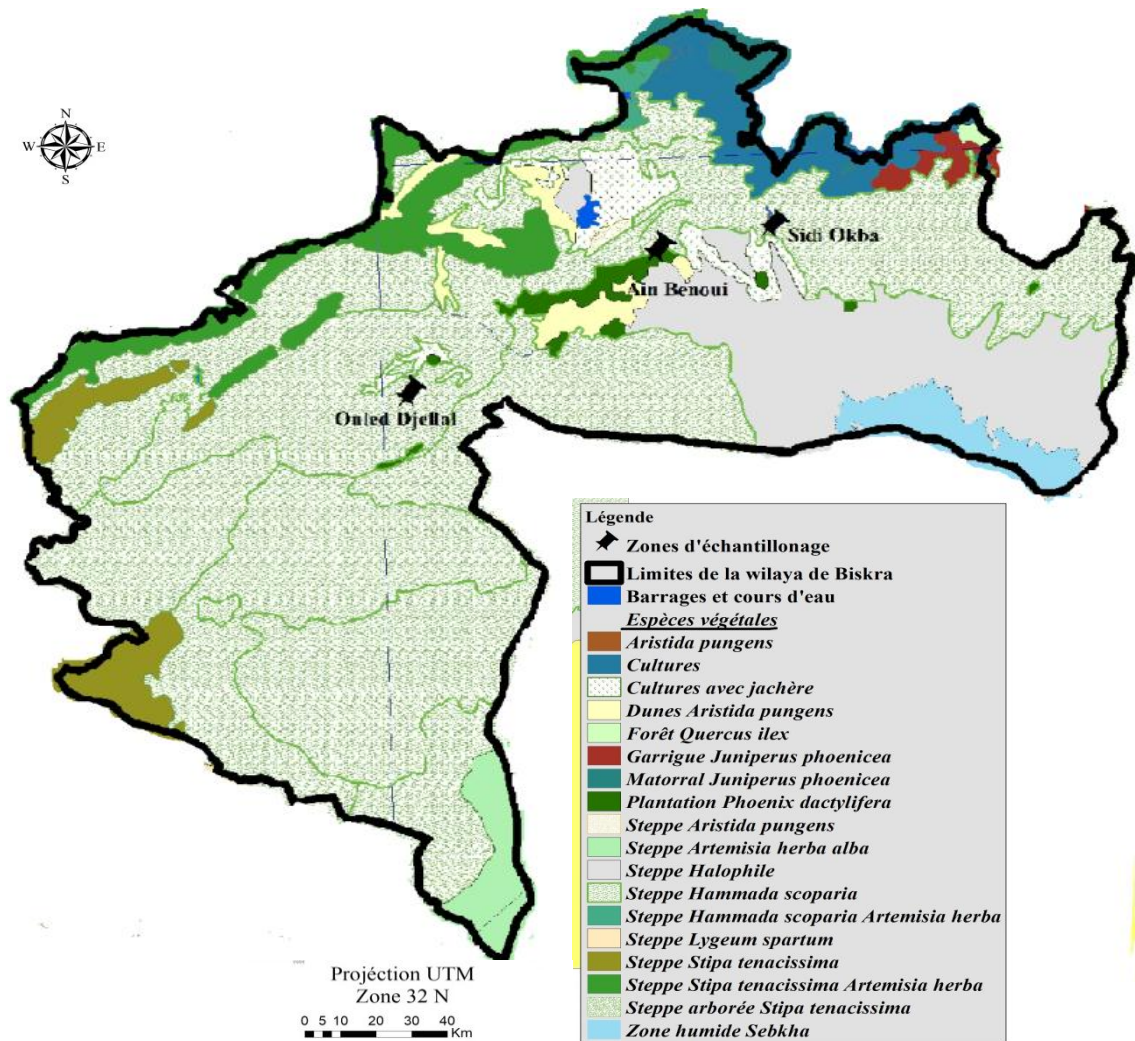 N
W E
S
Sidi Okba
Ain Benoui
Ouled Djellal
Légende
Zones d'échantillonage
Limites de la wilaya de Biskra
Barrages et cours d'eau
Espèces végétales
Aristida pungens
Cultures
Cultures avec jachère
Dunes Aristida pungens
Forêt Quercus ilex
Garrigue Juniperus phoenicea
Matorral Juniperus phoenicea
Plantation Phoenix dactylifera
Steppe Aristida pungens
Steppe Artemisia herba alba
Steppe Halophile
Steppe Hammada scoparia
Steppe Hammada scoparia Artemisia herba
Steppe Lygeum spartum
Steppe Stipa tenacissima
Steppe Stipa tenacissima Artemisia herba
Steppe arborée Stipa tenacissima
Zone humide Sebkha
Projéction UTM
Zone 32 N
0 5 10 20 30 40
Km